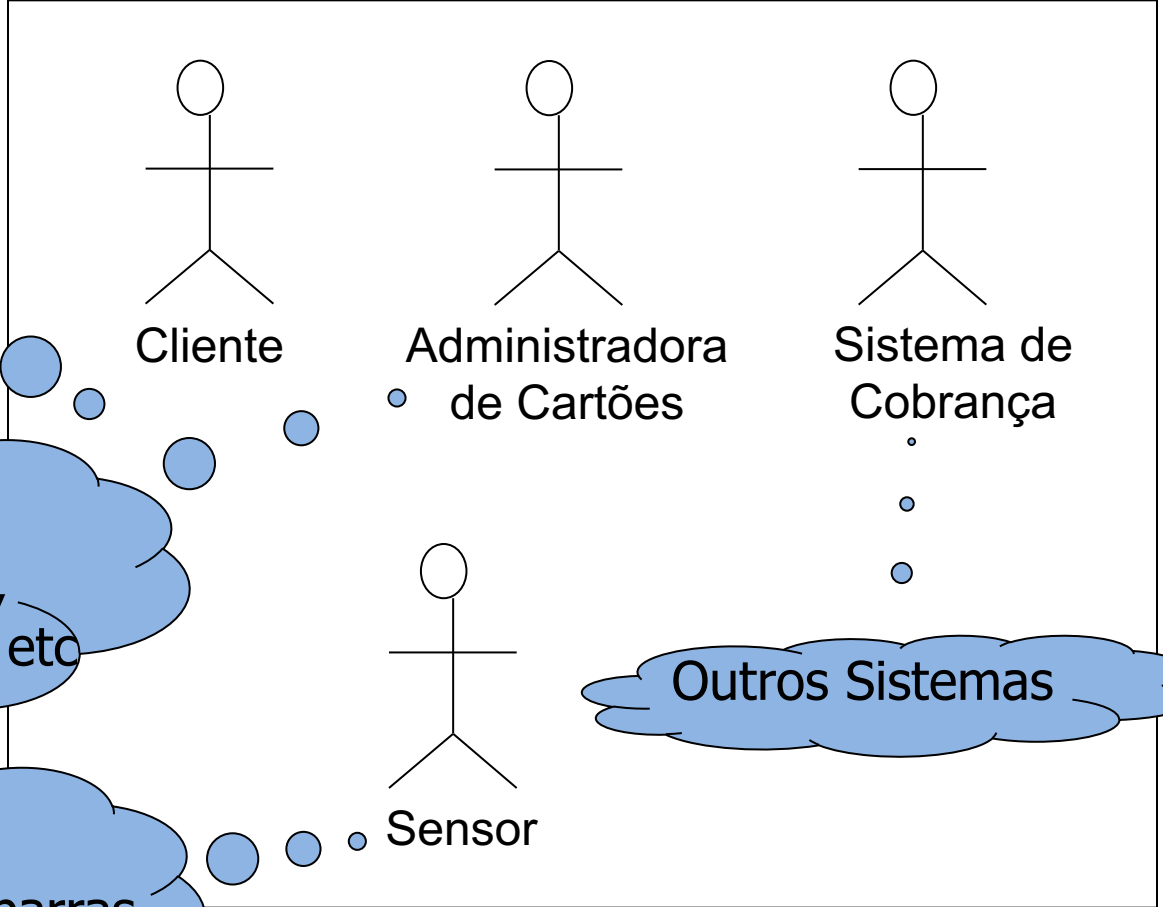 Cliente
Administradora
de Cartões
Sistema de
Cobrança
etc
Outros Sistemas
Sensor